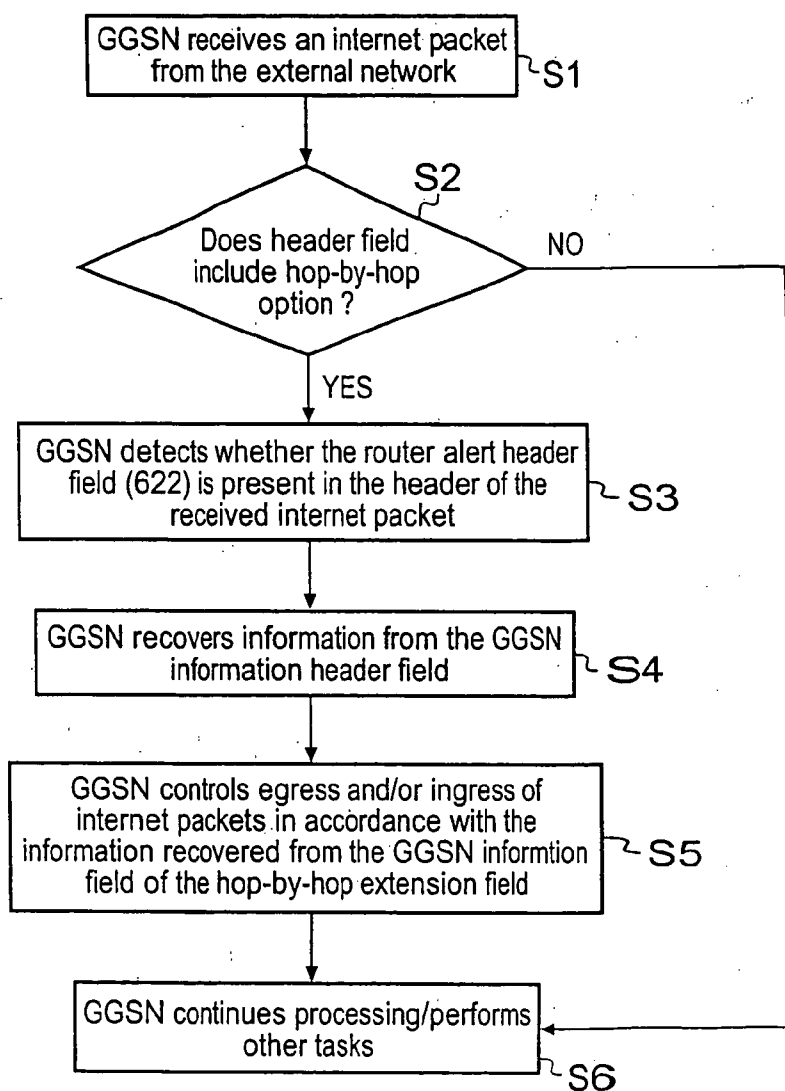 GGSN receives an internet packet
from the external network
S1
S2
Does header field
include hop-by-hop
option ?
NO
YES
GGSN detects whether the router alert header
field (622) is present in the header of the
received internet packet
S3
GGSN recovers information from the GGSN
information header field
S4
GGSN controls egress and/or ingress of
internet packets in accordance with the
information recovered from the GGSN informtion
field of the hop-by-hop extension field
S5
GGSN continues processing/performs
other tasks
S6